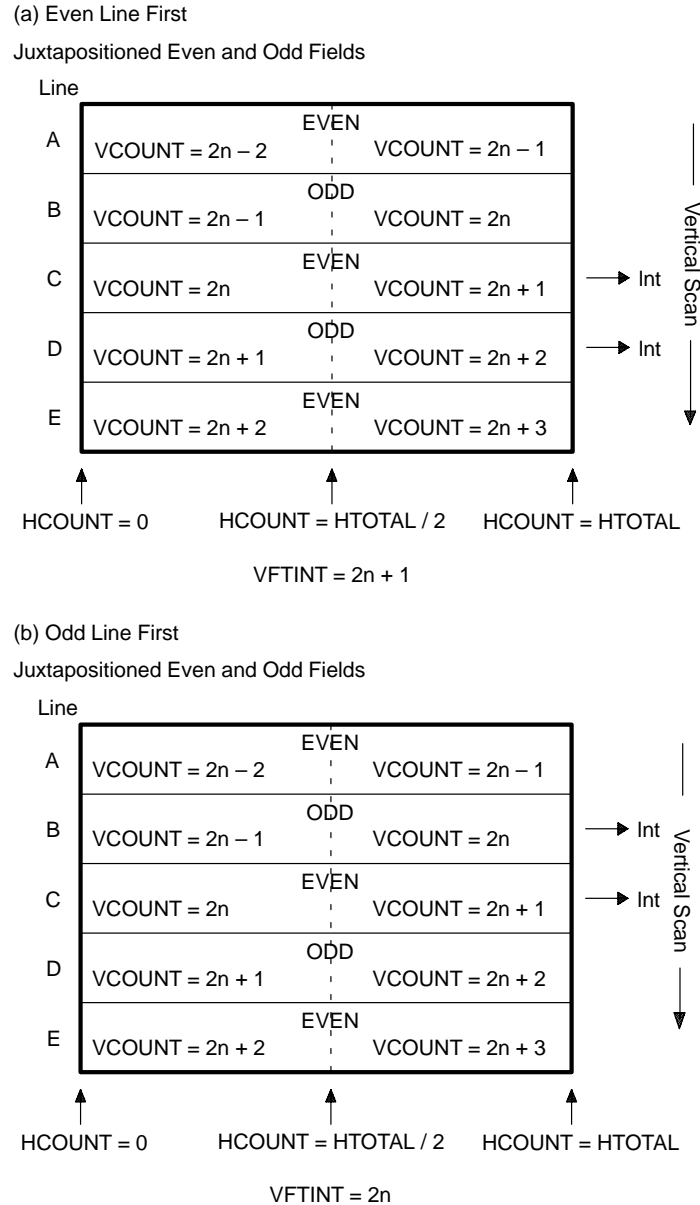 (a) Even Line First
Juxtapositioned Even and Odd Fields
Line
EVEN
A
VCOUNT = 2n – 2
VCOUNT = 2n – 1
ODD
B
VCOUNT = 2n – 1
VCOUNT = 2n
EVEN
C
VCOUNT = 2n
VCOUNT = 2n + 1
Int
ODD
D
VCOUNT = 2n + 1
VCOUNT = 2n + 2
Int
EVEN
E
VCOUNT = 2n + 2
VCOUNT = 2n + 3
Vertical Scan
HCOUNT = 0
HCOUNT = HTOTAL / 2
HCOUNT = HTOTAL
VFTINT = 2n + 1
(b) Odd Line First
Juxtapositioned Even and Odd Fields
Line
EVEN
A
VCOUNT = 2n – 2
VCOUNT = 2n – 1
ODD
B
VCOUNT = 2n – 1
VCOUNT = 2n
Int
EVEN
C
VCOUNT = 2n
VCOUNT = 2n + 1
Int
ODD
D
VCOUNT = 2n + 1
VCOUNT = 2n + 2
EVEN
E
VCOUNT = 2n + 2
VCOUNT = 2n + 3
Vertical Scan
HCOUNT = 0
HCOUNT = HTOTAL / 2
HCOUNT = HTOTAL
VFTINT = 2n